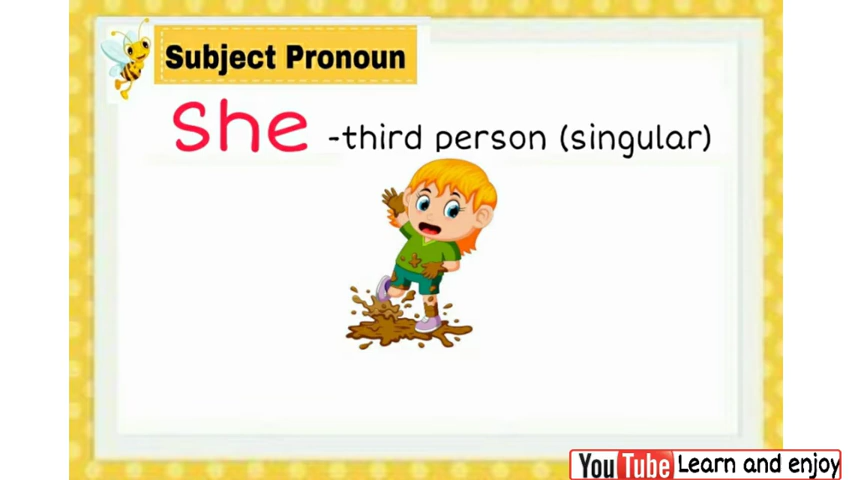 Subject Pronoun
She -third person (singular)
YouTube Learn and enjoy